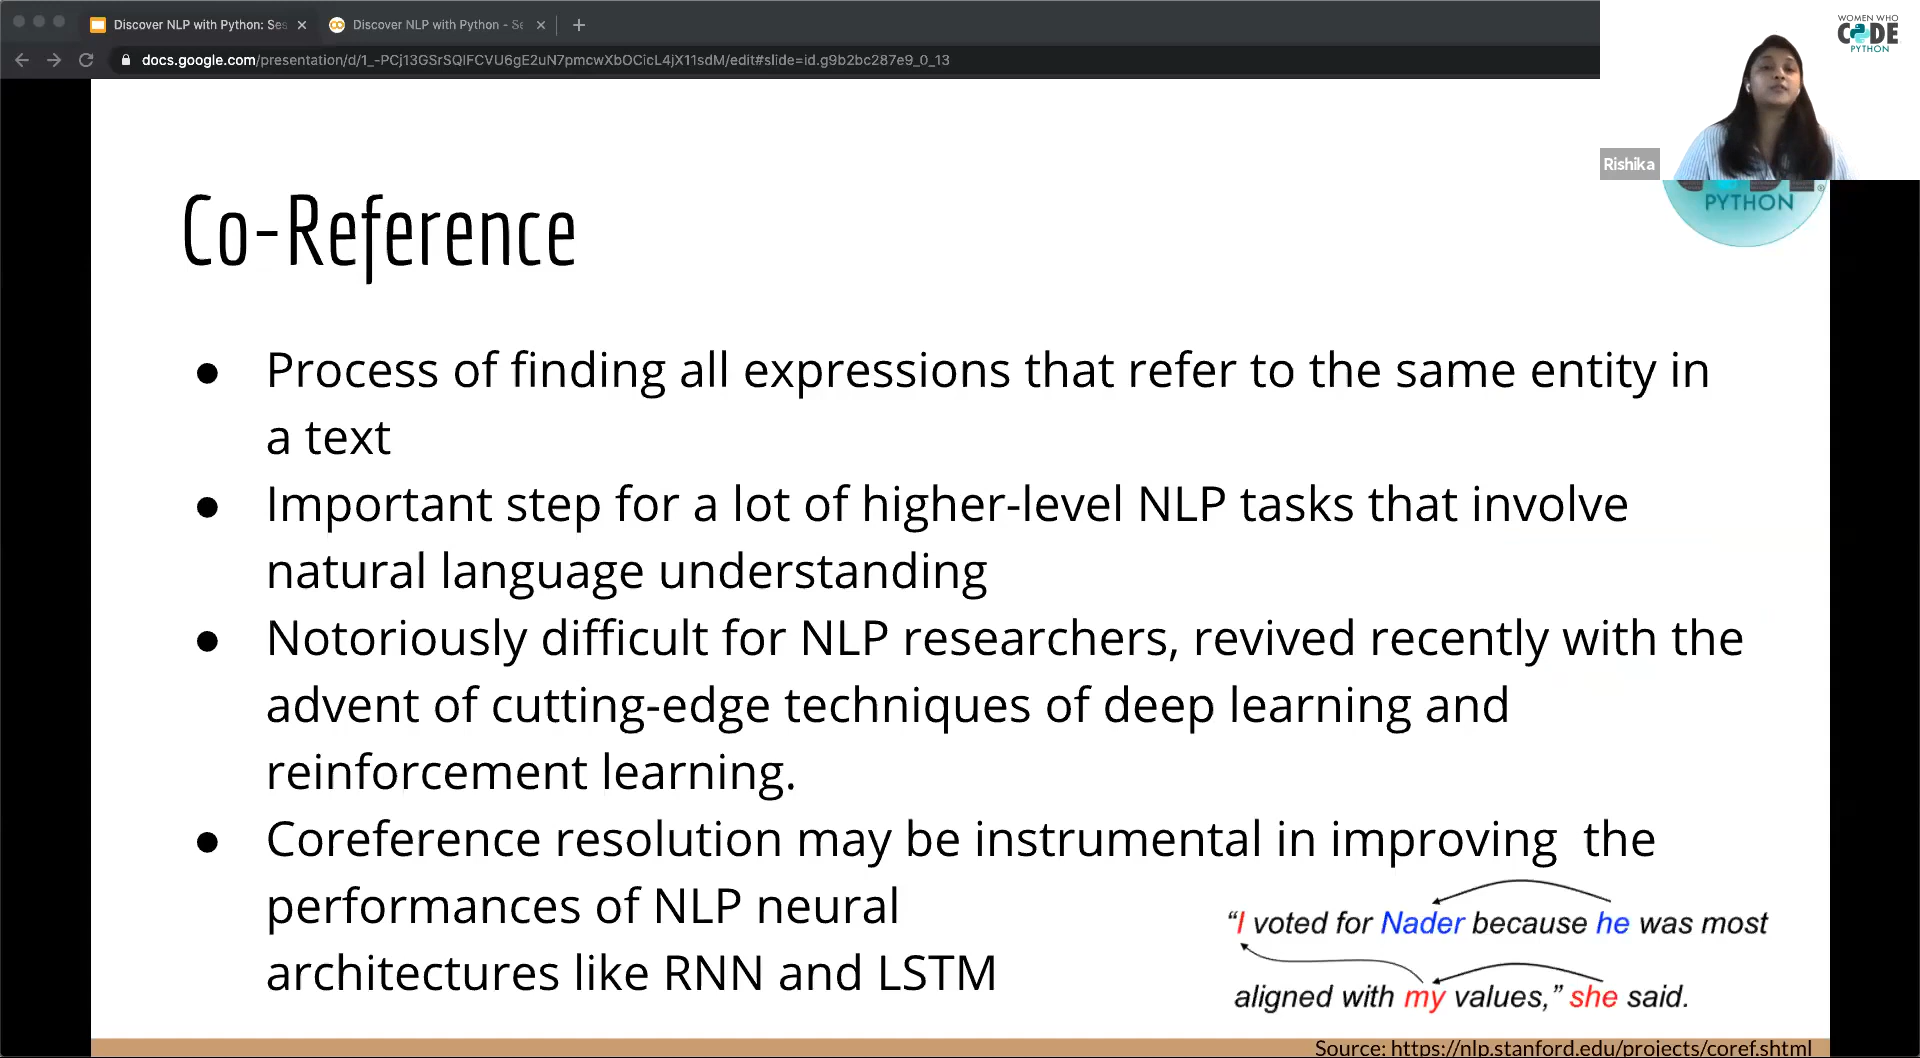 Discover NLP with Python: Ses
Discover NLP with Python - Se
docs.google.com/presentation/d/1_-PCj13GSrSQIFCVU6gE2uN7pmcwXbOCicL4jX11sdM/edit#slide=id.g9b2bc287e9_0_13
WOMEN WHO
CODE
PYTHON
Rishika
PYTHON
Co-Reference
● Process of finding all expressions that refer to the same entity in
a text
● Important step for a lot of higher-level NLP tasks that involve
natural language understanding
● Notoriously difficult for NLP researchers, revived recently with the
advent of cutting-edge techniques of deep learning and
reinforcement learning.
● Coreference resolution may be instrumental in improving  the
performances of NLP neural
architectures like RNN and LSTM
“I voted for Nader because he was most
aligned with my values,” she said.
Source: https://nlp.stanford.edu/projects/coref.shtml